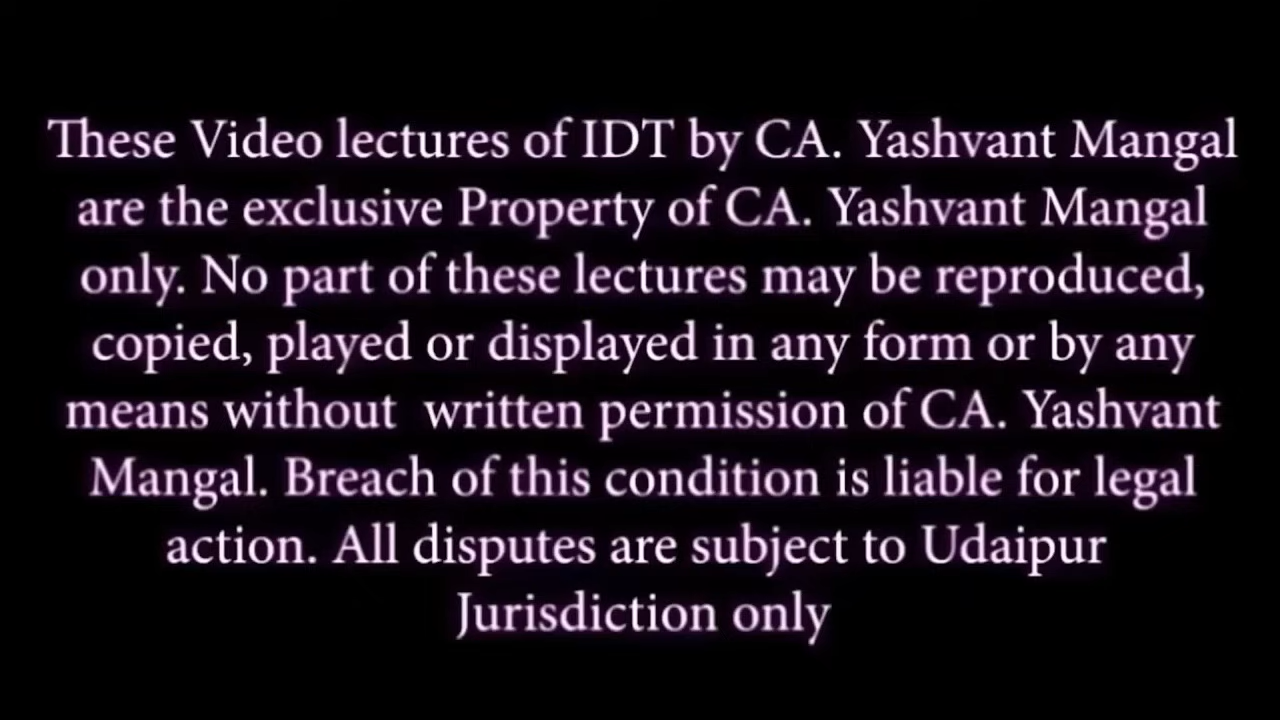 These Video lectures of IDT by CA. Yashvant Mangal
are the exclusive Property of CA. Yashvant Mangal
only. No part of these lectures may be reproduced,
copied, played or displayed in any form or by any
means without  written permission of CA. Yashvant
Mangal. Breach of this condition is liable for legal
action. All disputes are subject to Udaipur
Jurisdiction only